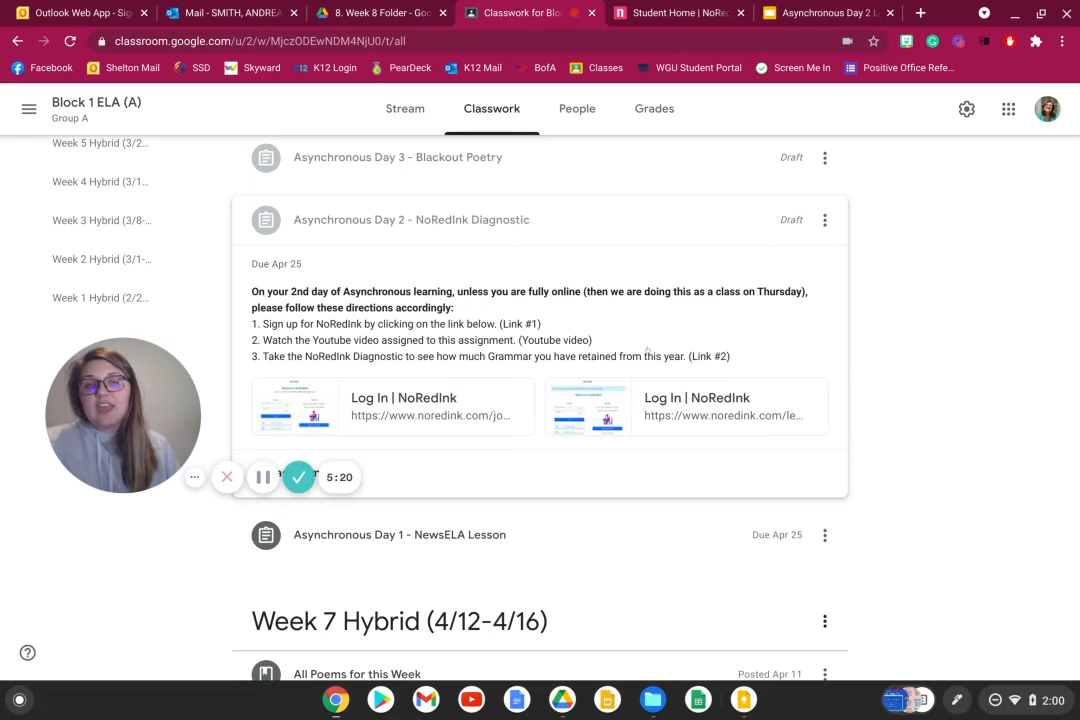 Outlook Web App - Sig
Mail - SMITH, ANDREA
8. Week 8 Folder - Goo
Classwork for Bloc
Student Home | NoRed
Asynchronous Day 2 L
classroom.google.com/u/2/w/MjczODEwNDM4NjU0/t/all
Facebook
Shelton Mail
SSD
Skyward
K12 Login
PearDeck
K12 Mail
BofA
Classes
WGU Student Portal
Screen Me In
Positive Office Refe...
Block 1 ELA (A)
Group A
Stream
Classwork
People
Grades
Week 5 Hybrid (3/2...
Week 4 Hybrid (3/1...
Week 3 Hybrid (3/8-...
Week 2 Hybrid (3/1-...
Week 1 Hybrid (2/2...
Asynchronous Day 3 - Blackout Poetry
Draft
Asynchronous Day 2 - NoRedInk Diagnostic
Draft
Due Apr 25
On your 2nd day of Asynchronous learning, unless you are fully online (then we are doing this as a class on Thursday),
please follow these directions accordingly:
1. Sign up for NoRedInk by clicking on the link below. (Link #1)
2. Watch the Youtube video assigned to this assignment. (Youtube video)
3. Take the NoRedInk Diagnostic to see how much Grammar you have retained from this year. (Link #2)
Log In | NoRedInk
https://www.noredink.com/jo...
Log In | NoRedInk
https://www.noredink.com/le...
5:20
Asynchronous Day 1 - NewsELA Lesson
Due Apr 25
Week 7 Hybrid (4/12-4/16)
All Poems for this Week
Posted Apr 11
2:00